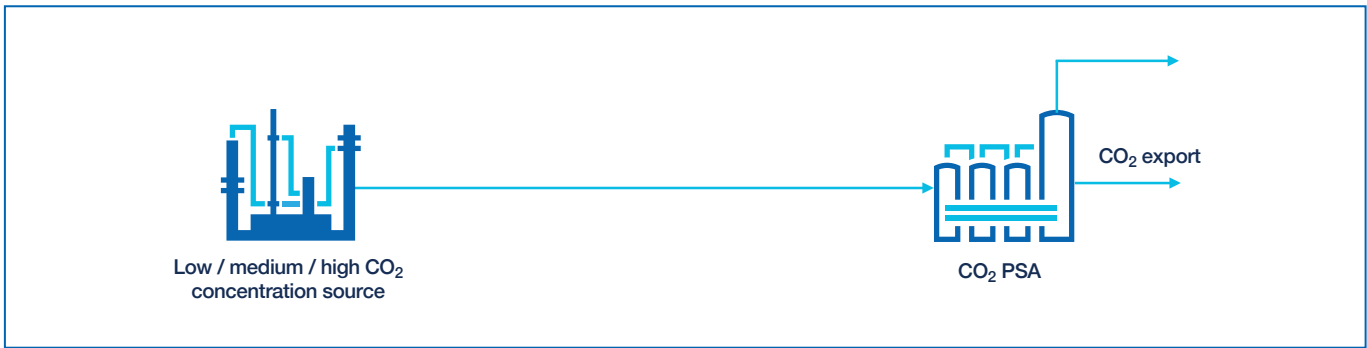 CO₂ export
Low / medium / high CO₂
concentration source
CO₂ PSA